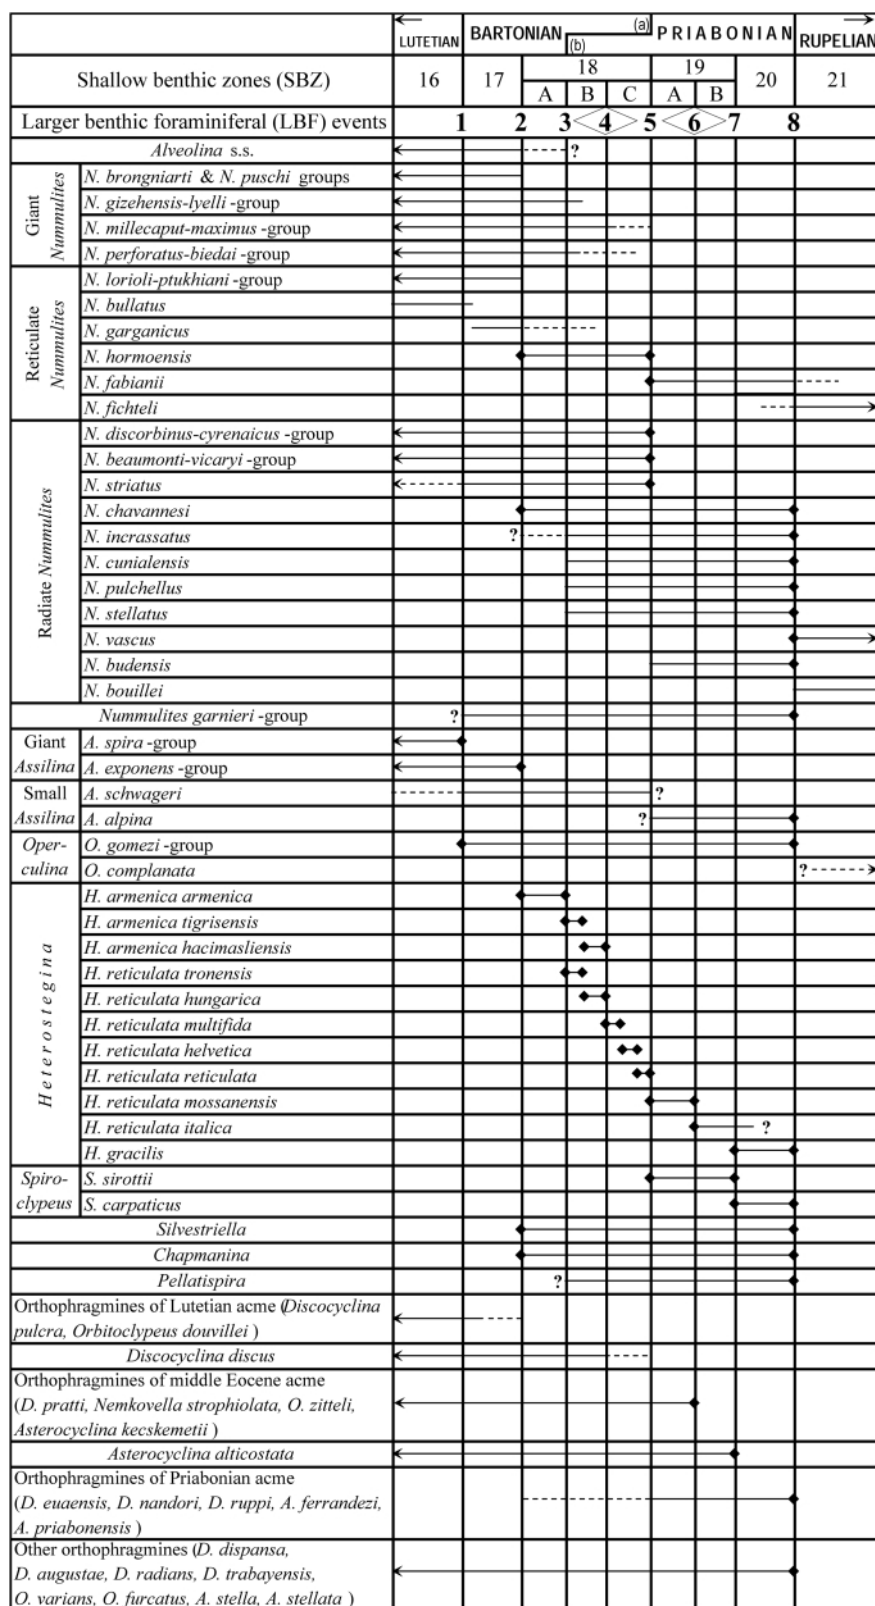 LUTETIAN BARTONIAN (a) (b) PRIABONIAN RUPELIAN
Shallow benthic zones (SBZ) 16 17 18 19 20 21
A B C A B
Larger benthic foraminiferal (LBF) events 1 2 3 4 5 6 7 8
Alveolina s.s. ?
Giant Nummulites
N. brongniarti & N. puschi groups
N. gizehensis-lyelli -group
N. millecaput-maximus -group
N. perforatus-biedai -group
Reticulate Nummulites
N. lorioli-ptukhiani -group
N. bullatus
N. garganicus
N. hormoensis
N. fabianii
N. fichteli
Radiate Nummulites
N. discorbinus-cyrenaicus -group
N. beaumonti-vicaryi -group
N. striatus
N. chavannesi
N. incrassatus ?
N. cunialensis
N. pulchellus
N. stellatus
N. vascus
N. budensis
N. bouillei
Nummulites garnieri -group ?
Giant Assilina
A. spira -group
A. exponens -group
Small Assilina
A. schwageri ?
A. alpina ?
Oper-
culina
O. gomezi -group
O. complanata ?
Heterostegina
H. armenica armenica
H. armenica tigrisensis
H. armenica hacimasliensis
H. reticulata tronensis
H. reticulata hungarica
H. reticulata multifida
H. reticulata helvetica
H. reticulata reticulata
H. reticulata mossanensis
H. reticulata italica ?
H. gracilis
Spiro-
clypeus
S. sirottii
S. carpaticus
Silvestriella
Chapmanina
Pellatispira ?
Orthophragmines of Lutetian acme (Discocyclina
pulcra, Orbitoclypeus douvillei )
Discocyclina discus
Orthophragmines of middle Eocene acme
( D. pratti, Nemkovella strophiolata, O. zitteli,
Asterocyclina kecskemetii )
Asterocyclina alticostata
Orthophragmines of Priabonian acme
(D. euaensis, D. nandori, D. ruppi, A. ferrandezi,
A. priabonensis )
Other orthophragmines ( D. dispansa,
D. augustae, D. radians, D. trabayensis,
O. varians, O. furcatus, A. stella, A. stellata )